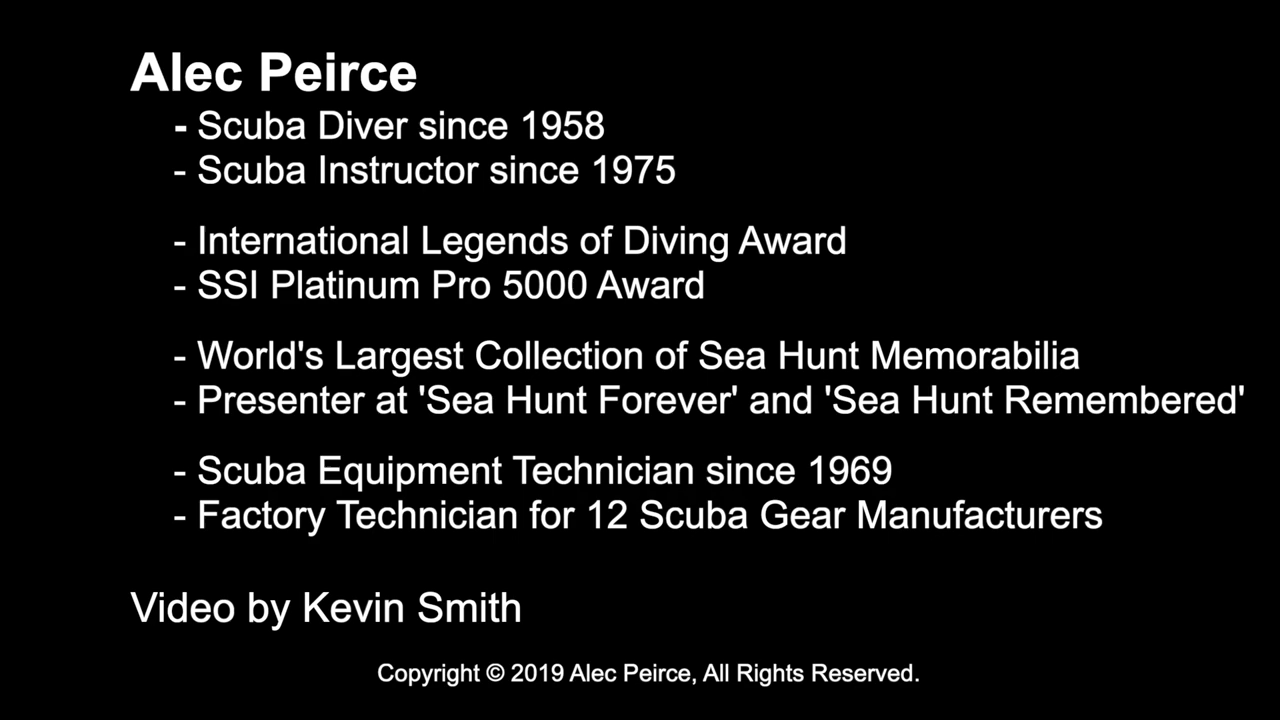 Alec Peirce
- Scuba Diver since 1958
- Scuba Instructor since 1975
- International Legends of Diving Award
- SSI Platinum Pro 5000 Award
- World's Largest Collection of Sea Hunt Memorabilia
- Presenter at 'Sea Hunt Forever' and 'Sea Hunt Remembered'
- Scuba Equipment Technician since 1969
- Factory Technician for 12 Scuba Gear Manufacturers
Video by Kevin Smith
Copyright © 2019 Alec Peirce, All Rights Reserved.